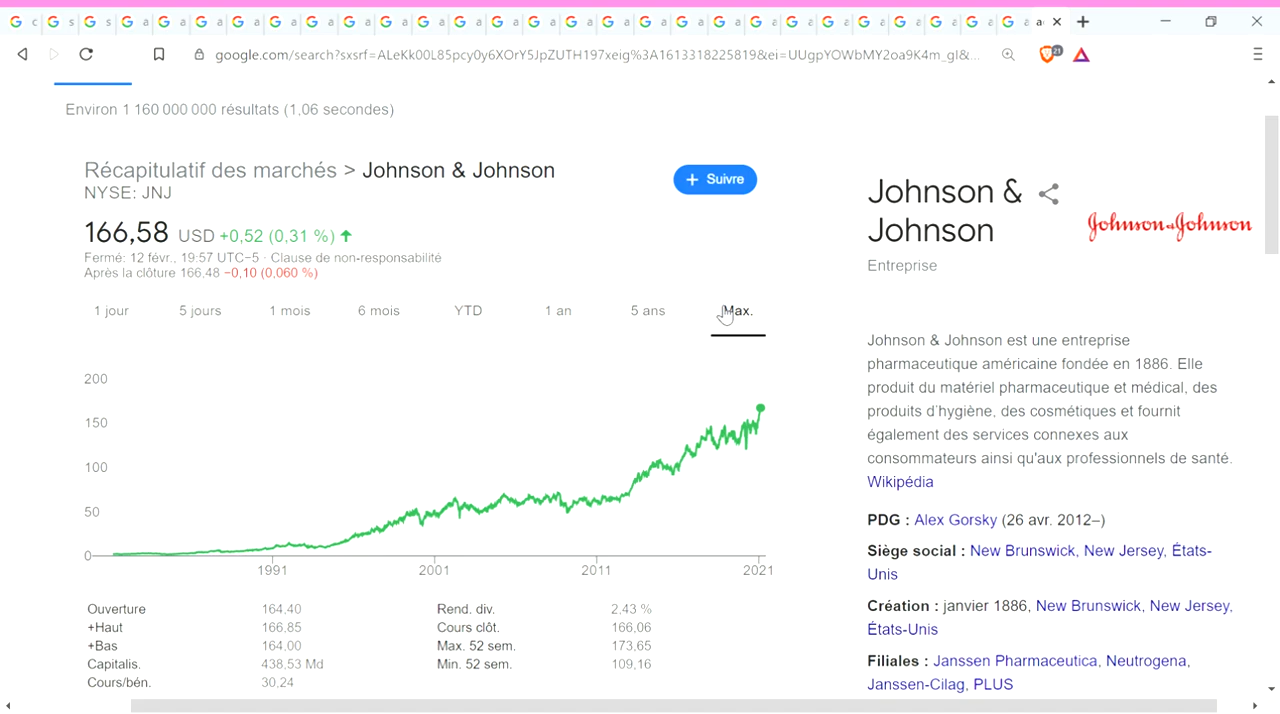 google.com/search?sxsrf=ALeKk00L85pcy0y6XOrY5JpZUTH197xeig%3A1613318225819&ei=UUgpYOWbMY2oa9K4m_gI&...
21
Environ 1 160 000 000 résultats (1,06 secondes)
Récapitulatif des marchés > Johnson & Johnson
NYSE: JNJ
+ Suivre
166,58 USD +0,52 (0,31 %)
Fermé: 12 févr., 19:57 UTC−5 · Clause de non-responsabilité
Après la clôture 166,48 −0,10 (0,060 %)
1 jour 5 jours 1 mois 6 mois YTD 1 an 5 ans Max.
200
150
100
50
0
1991 2001 2011 2021
Ouverture 164,40 Rend. div. 2,43 %
+Haut 166,85 Cours clôt. 166,06
+Bas 164,00 Max. 52 sem. 173,65
Capitalis. 438,53 Md Min. 52 sem. 109,16
Cours/bén. 30,24
Johnson &
Johnson
Johnson & Johnson
Entreprise
Johnson & Johnson est une entreprise
pharmaceutique américaine fondée en 1886. Elle
produit du matériel pharmaceutique et médical, des
produits d'hygiène, des cosmétiques et fournit
également des services connexes aux
consommateurs ainsi qu'aux professionnels de santé.
Wikipédia
PDG : Alex Gorsky (26 avr. 2012–)
Siège social : New Brunswick, New Jersey, États-
Unis
Création : janvier 1886, New Brunswick, New Jersey,
États-Unis
Filiales : Janssen Pharmaceutica, Neutrogena,
Janssen-Cilag, PLUS